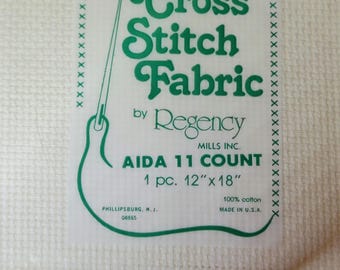 Cross
Stitch
Fabric
by Regency
MILLS INC.
AIDA 11 COUNT
1 pc. 12" x 18"
100% cotton
PHILLIPSBURG, N.J. MADE IN U.S.A.
08865